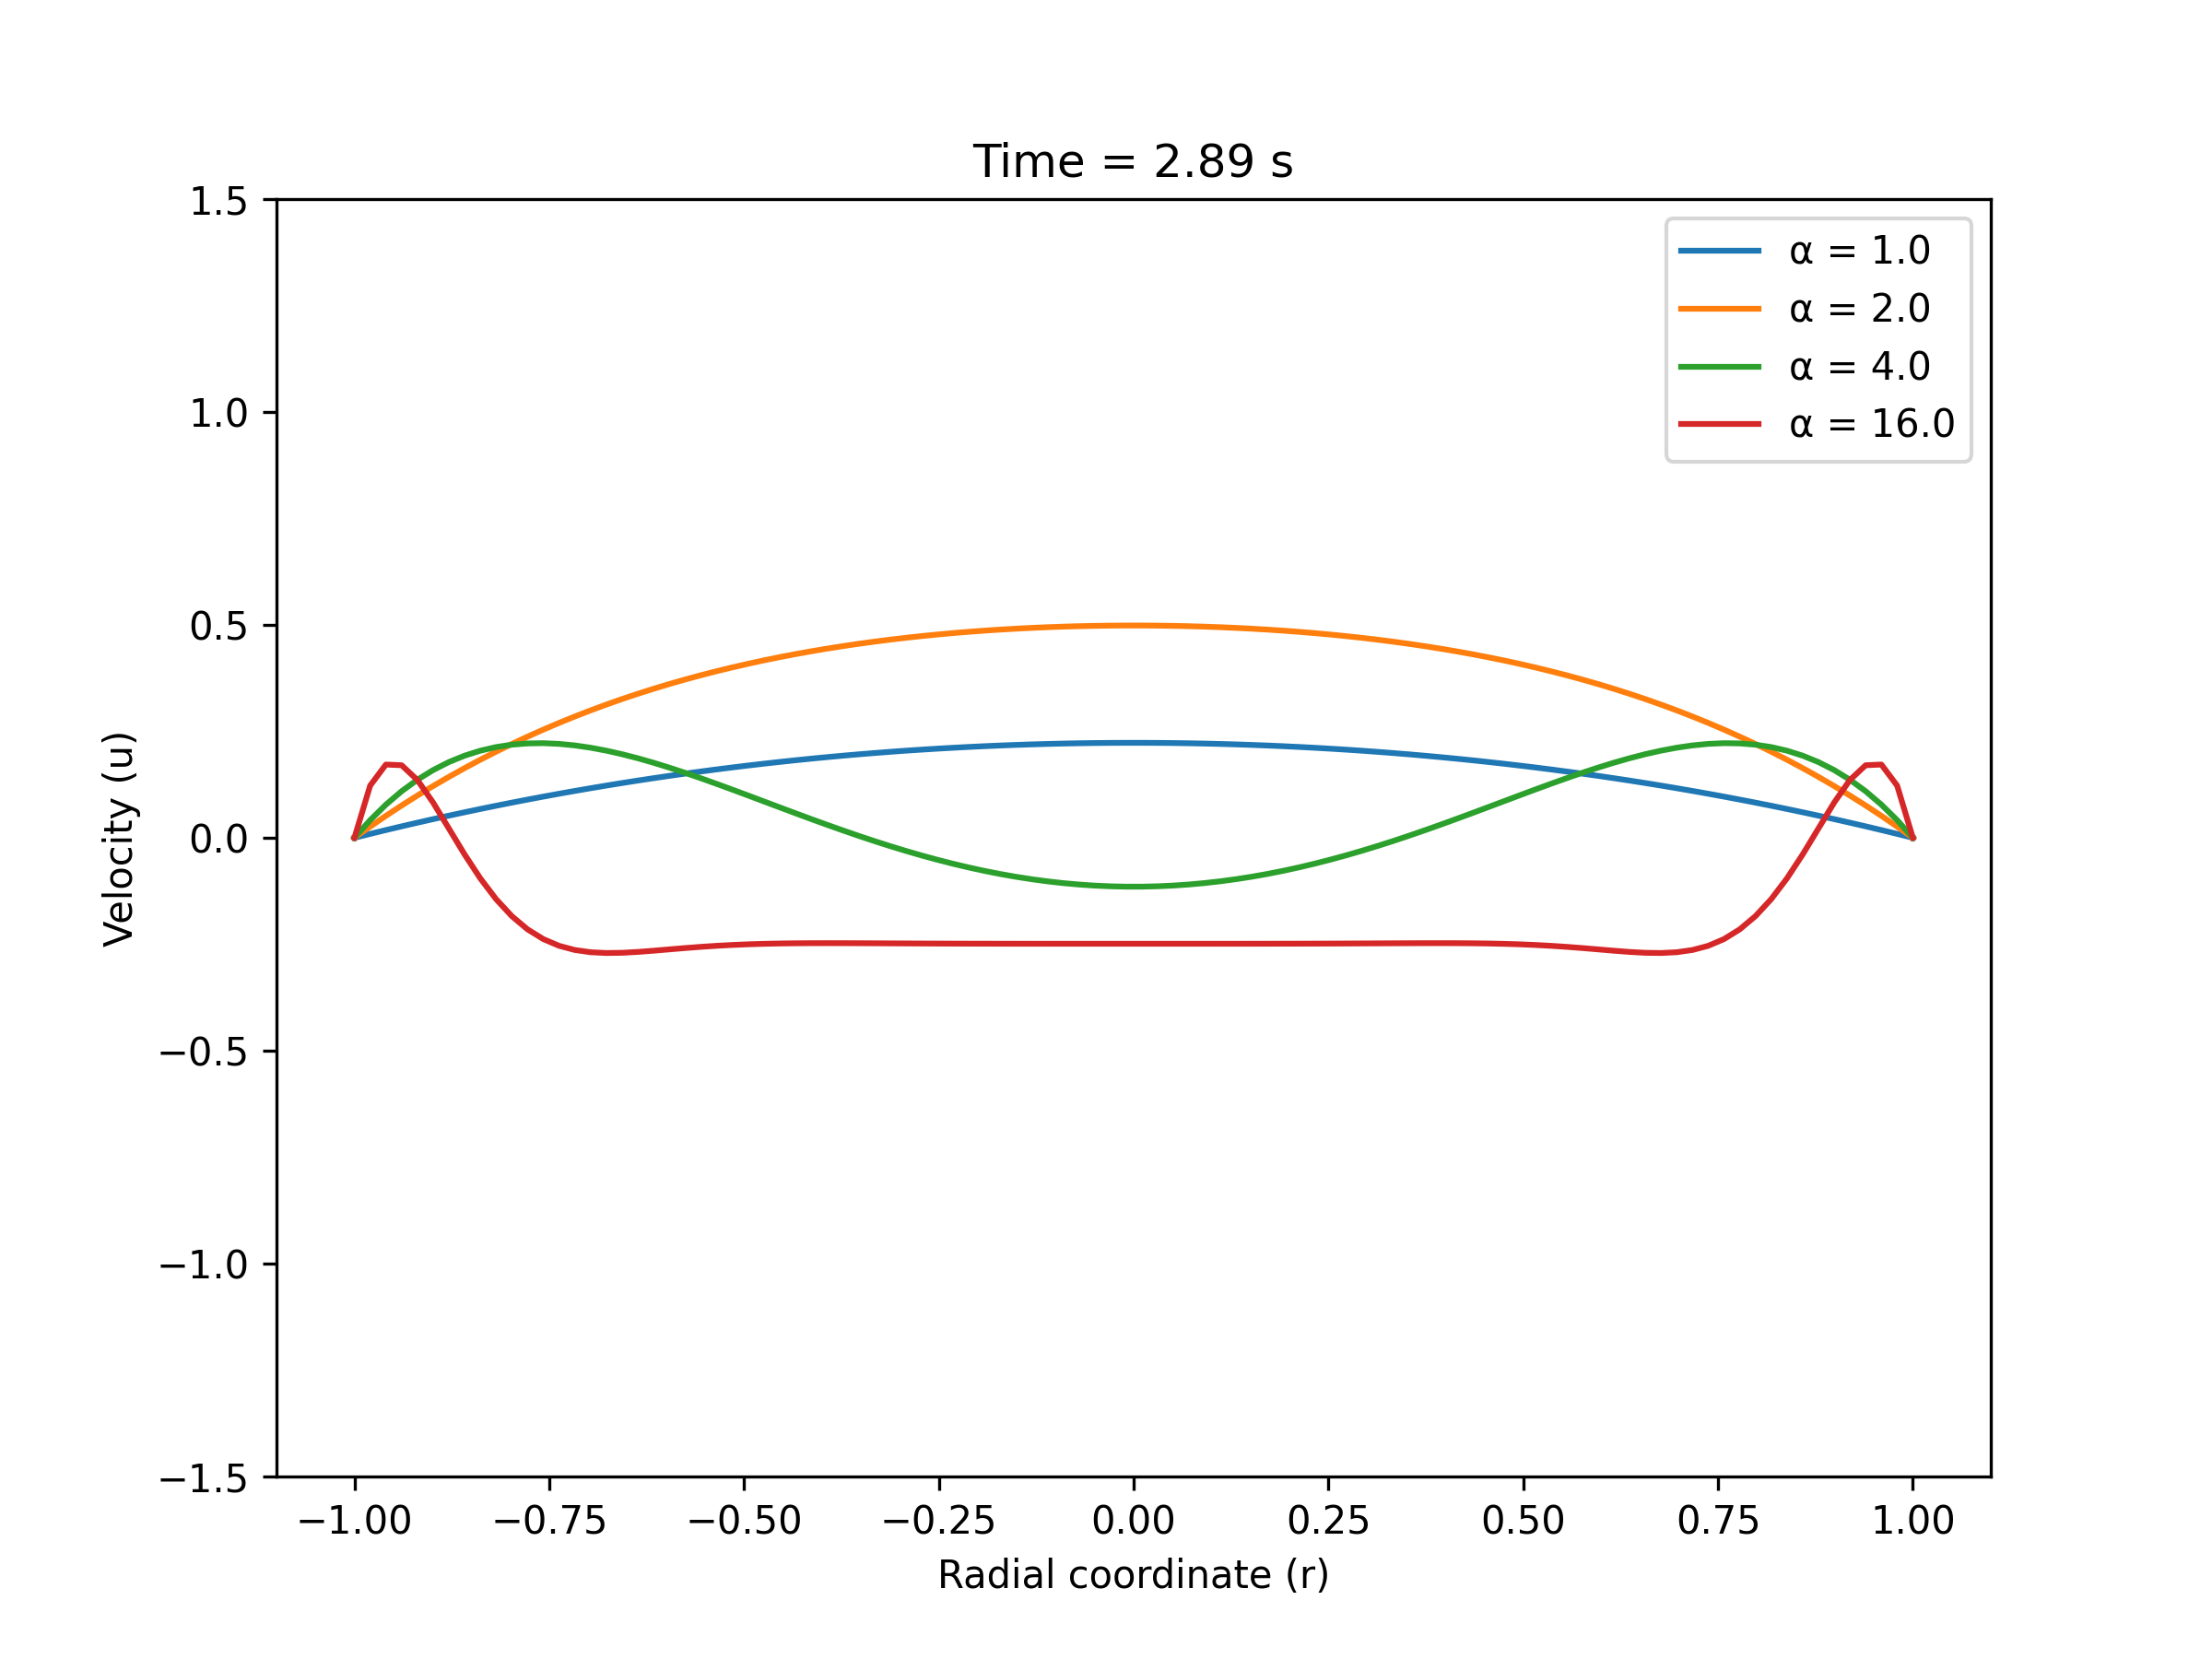 Time = 2.89 s
1.5
1.0
0.5
0.0
−0.5
−1.0
−1.5
Velocity (u)
α = 1.0
α = 2.0
α = 4.0
α = 16.0
−1.00 −0.75 −0.50 −0.25 0.00 0.25 0.50 0.75 1.00
Radial coordinate (r)